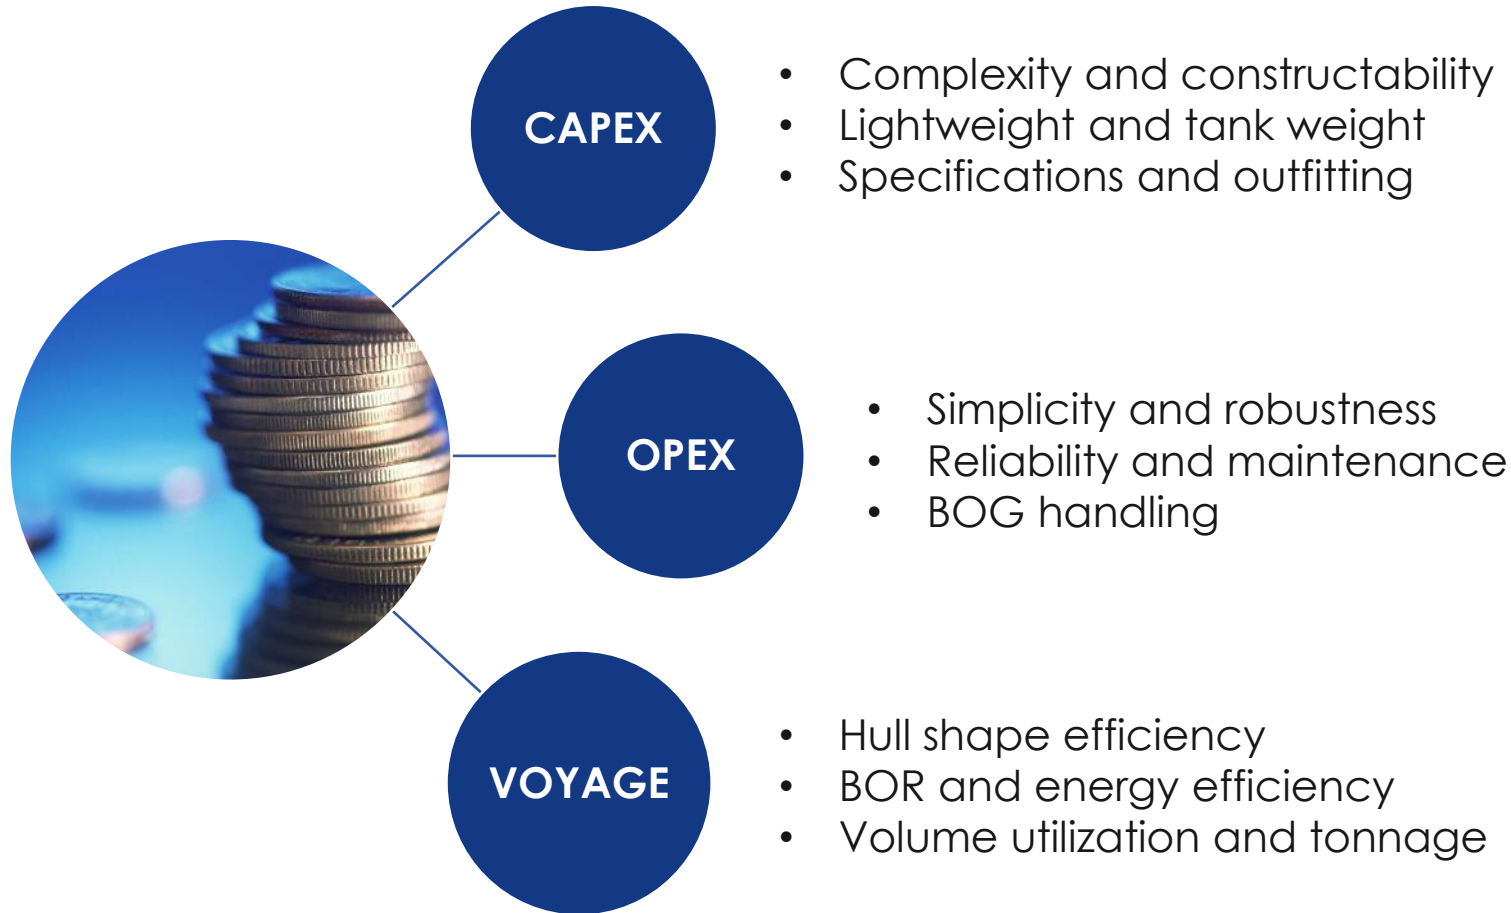 CAPEX
• Complexity and constructability
• Lightweight and tank weight
• Specifications and outfitting
OPEX
• Simplicity and robustness
• Reliability and maintenance
• BOG handling
VOYAGE
• Hull shape efficiency
• BOR and energy efficiency
• Volume utilization and tonnage